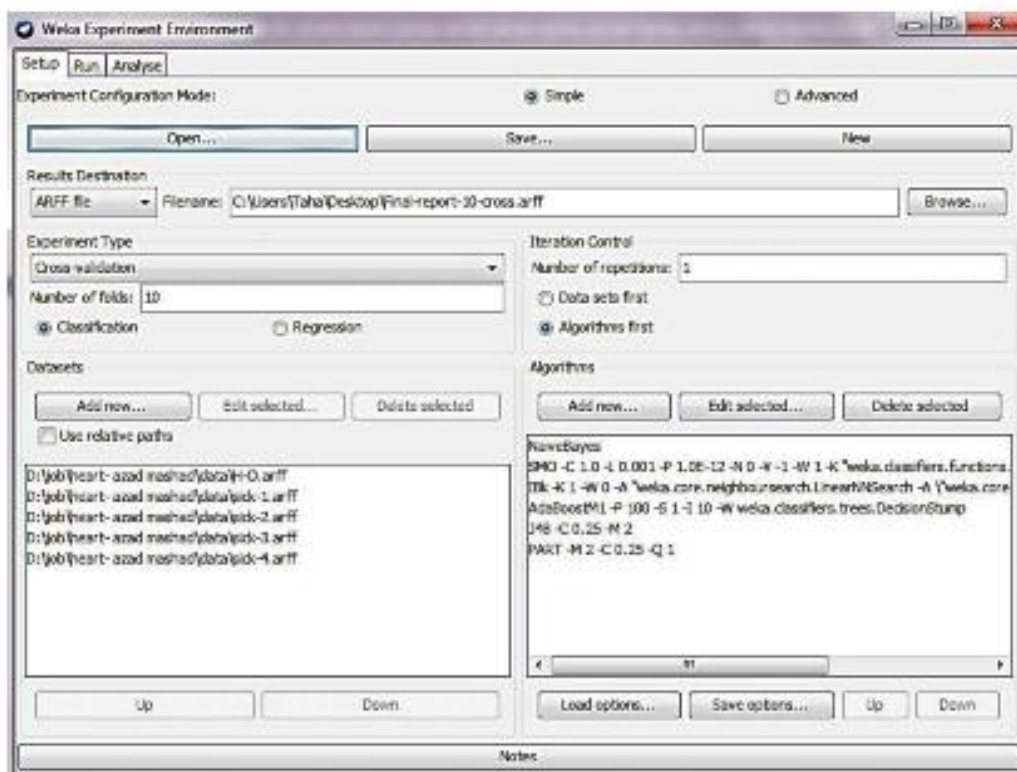 Weka Experiment Environment
Setup Run Analyse
Experiment Configuration Mode: Simple Advanced
Open... Save... New
Results Destination
ARFF file Filename: C:\Users\Taha\Desktop\Final-report-10-cross.arff Browse...
Experiment Type Iteration Control
Cross-validation Number of repetitions: 1
Number of folds: 10 Data sets first
Classification Regression Algorithms first
Datasets Algorithms
Add new... Edit selected... Delete selected Add new... Edit selected... Delete selected
Use relative paths
NaiveBayes
D:\job\heart- azad mashad\data\H-O.arff SMO -C 1.0 -L 0.001 -P 1.0E-12 -N 0 -V -1 -W 1 -K "weka.classifiers.functions.
D:\job\heart- azad mashad\data\sick-1.arff IBk -K 1 -W 0 -A "weka.core.neighboursearch.LinearNNSearch -A \"weka.core
D:\job\heart- azad mashad\data\sick-2.arff AdaBoostM1 -P 100 -S 1 -I 10 -W weka.classifiers.trees.DecisionStump
D:\job\heart- azad mashad\data\sick-3.arff J48 -C 0.25 -M 2
D:\job\heart- azad mashad\data\sick-4.arff PART -M 2 -C 0.25 -Q 1
Up Down Load options... Save options... Up Down
Notes